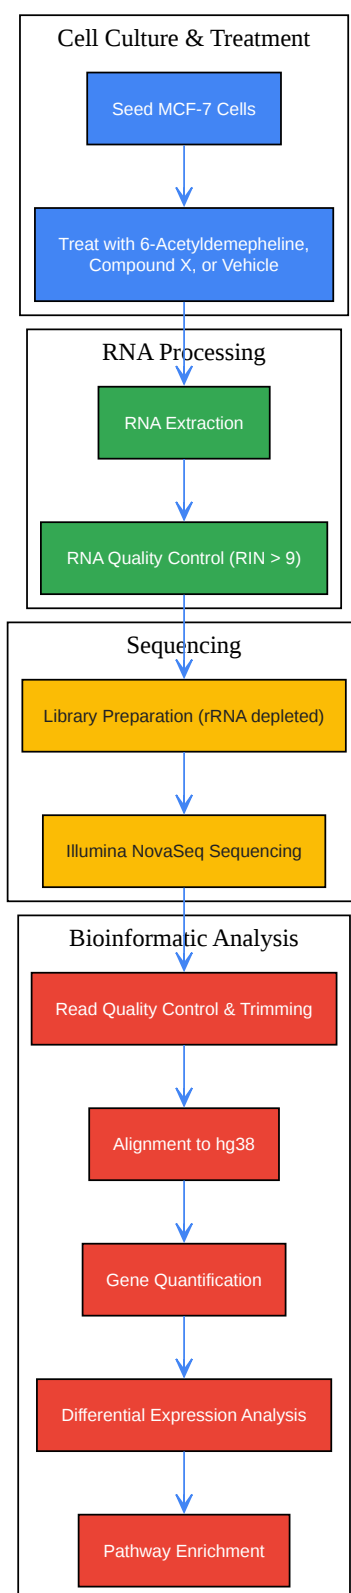 Cell Culture & Treatment
Seed MCF-7 Cells
Treat with 6-Acetyldemepheline,
Compound X, or Vehicle
RNA Processing
RNA Extraction
RNA Quality Control (RIN > 9)
Sequencing
Library Preparation (rRNA depleted)
Illumina NovaSeq Sequencing
Bioinformatic Analysis
Read Quality Control & Trimming
Alignment to hg38
Gene Quantification
Differential Expression Analysis
Pathway Enrichment